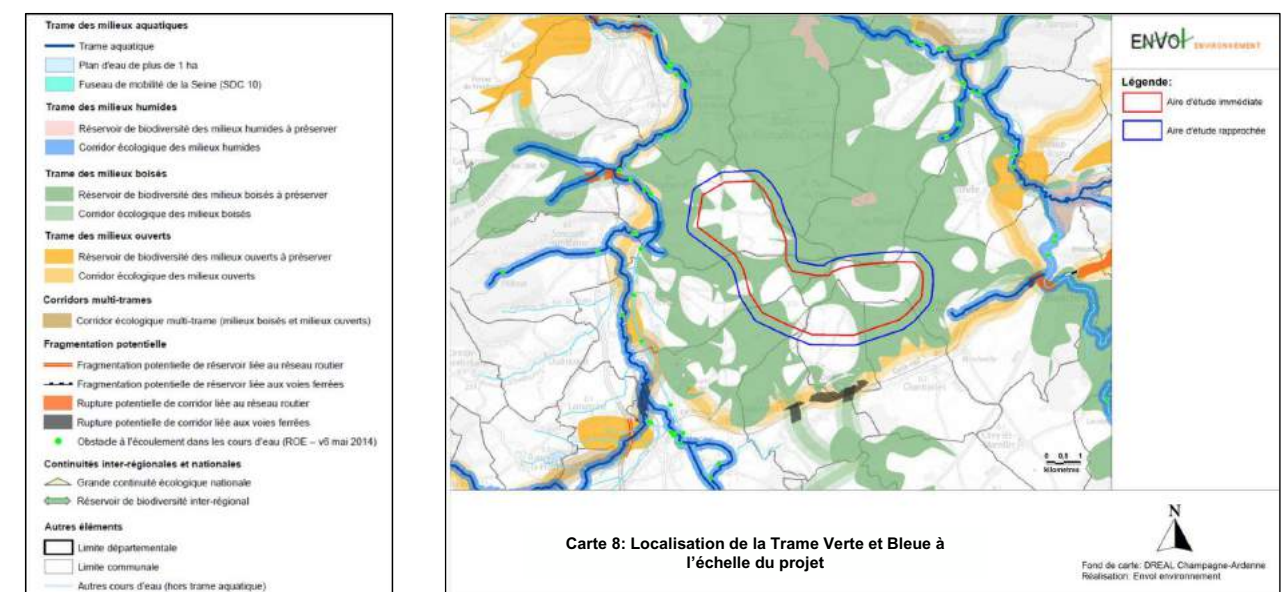 Trame des milieux aquatiques
Trame aquatique
Plan d'eau de plus de 1 ha
Fuseau de mobilité de la Seine (SDC 10)
Trame des milieux humides
Réservoir de biodiversité des milieux humides à préserver
Corridor écologique des milieux humides
Trame des milieux boisés
Réservoir de biodiversité des milieux boisés à préserver
Corridor écologique des milieux boisés
Trame des milieux ouverts
Réservoir de biodiversité des milieux ouverts à préserver
Corridor écologique des milieux ouverts
Corridors multi-trames
Corridor écologique multi-trame (milieux boisés et milieux ouverts)
Fragmentation potentielle
Fragmentation potentielle de réservoir liée au réseau routier
Fragmentation potentielle de réservoir liée aux voies ferrées
Rupture potentielle de corridor liée au réseau routier
Rupture potentielle de corridor liée aux voies ferrées
Obstacle à l'écoulement dans les cours d'eau (ROE – v6 mai 2014)
Continuités inter-régionales et nationales
Grande continuité écologique nationale
Réservoir de biodiversité inter-régional
Autres éléments
Limite départementale
Limite communale
Autres cours d'eau (hors trame aquatique)
ENVOL ENVIRONNEMENT
Légende:
Aire d'étude immédiate
Aire d'étude rapprochée
0 0,5 1
kilometres
Carte 8: Localisation de la Trame Verte et Bleue à
l'échelle du projet
N
Fond de carte: DREAL Champagne-Ardenne
Réalisation: Envol environnement